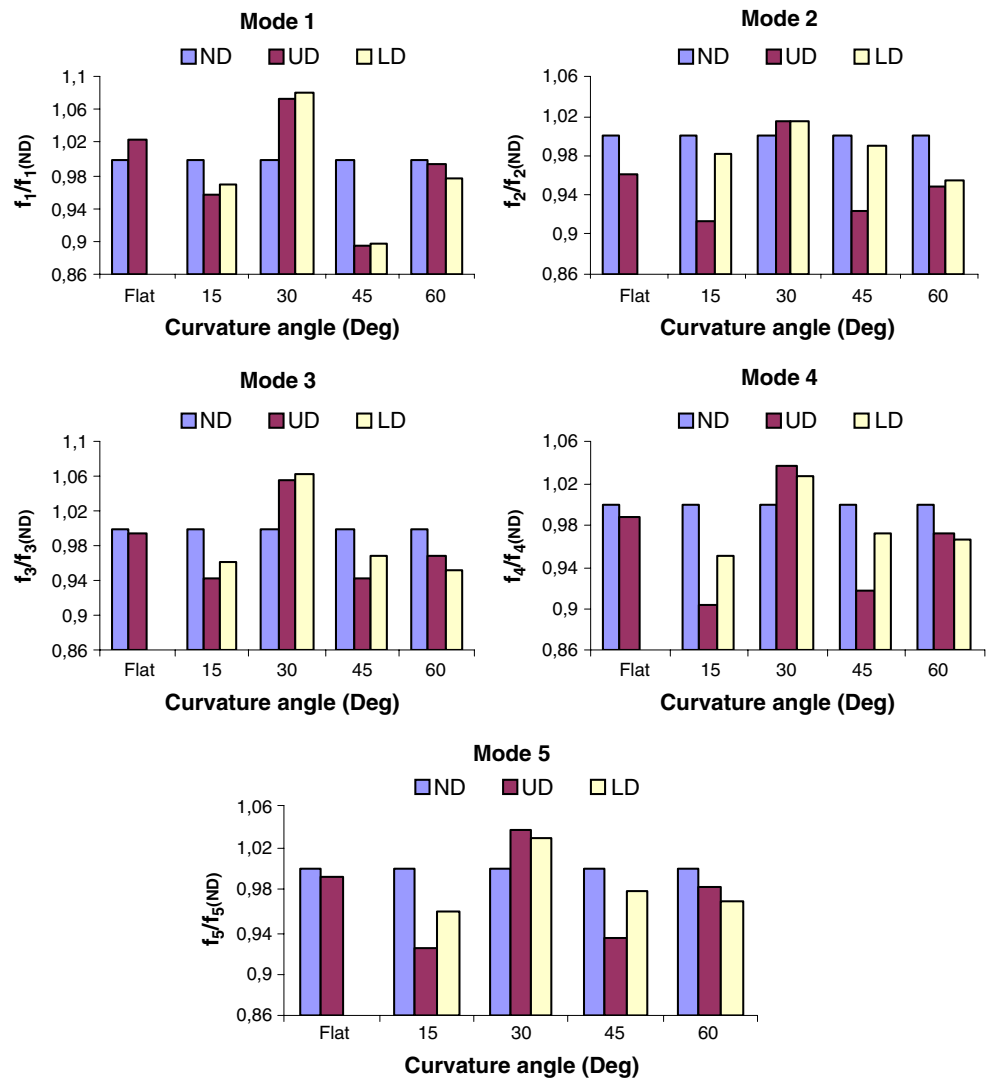 Mode 1
ND UD LD
1,1
1,06
1,02
0,98
0,94
0,9
0,86
f1/f1(ND)
Flat 15 30 45 60
Curvature angle (Deg)
Mode 2
ND UD LD
1,06
1,02
0,98
0,94
0,9
0,86
f2/f2(ND)
Flat 15 30 45 60
Curvature angle (Deg)
Mode 3
ND UD LD
1,1
1,06
1,02
0,98
0,94
0,9
0,86
f3/f3(ND)
Flat 15 30 45 60
Curvature angle (Deg)
Mode 4
ND UD LD
1,06
1,02
0,98
0,94
0,9
0,86
f4/f4(ND)
Flat 15 30 45 60
Curvature angle (Deg)
Mode 5
ND UD LD
1,06
1,02
0,98
0,94
0,9
0,86
f5/f5(ND)
Flat 15 30 45 60
Curvature angle (Deg)